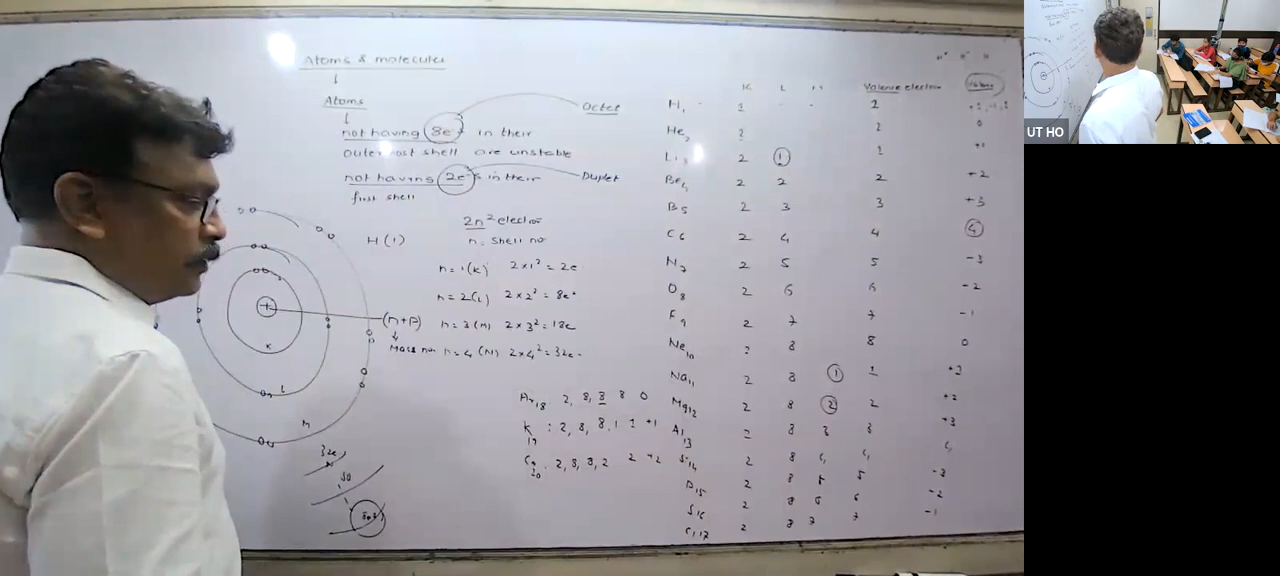 Atoms & molecules
Atoms
not having 8e⁻ in their
outermost shell are unstable
not having 2e⁻s in their
first shell
Octet
Duplet
2n² electron
n = shell no
H (1)
n=1(K) 2×1² = 2e
n=2(L) 2×2² = 8e⁻
n=3(M) 2×3² = 18e
n=4(N) 2×4² = 32e-
(n+P)
Mass no
K
L
M
32e
50
Ar18 2, 8, 8 8 0
K 19 : 2, 8, 8, 1 1 +1
Ca 20 2, 8, 8, 2 2 +2
K L M Valence electron
H1 1
He2 2 2 0
Li3 2 1 1 +1
Be4 2 2 2 +2
B5 2 3 3 +3
C6 2 4 4 4
N7 2 5 5 -3
O8 2 6 6 -2
F9 2 7 7 -1
Ne10 2 8 8 0
Na11 2 8 1 1
Mg12 2 8 2 2 +2
Al13 2 8 3 3 +3
Si14 2 8 4 4 4
P15 2 8 5 5 -3
S16 2 8 6 6 -2
Cl17 2 8 7 7 -1
UT HO